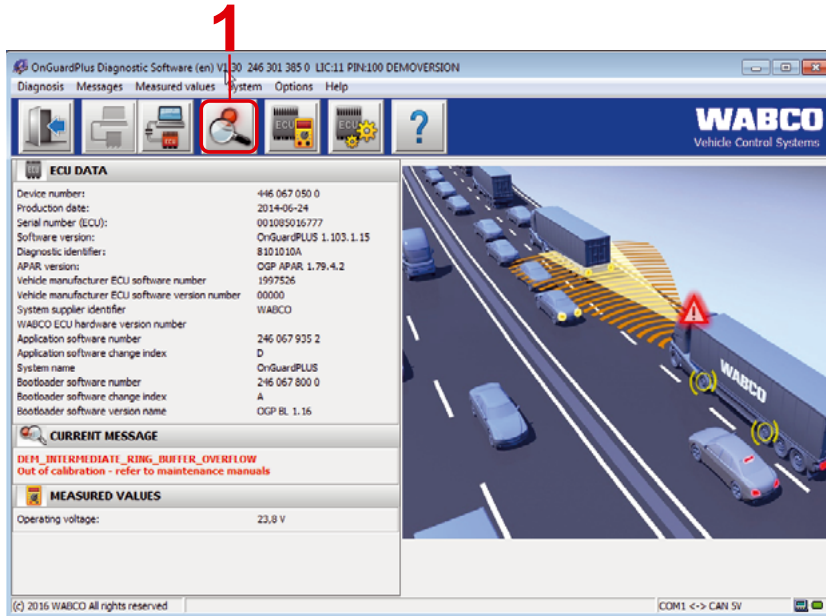 1
OnGuardPlus Diagnostic Software (en) V1.30 246 301 385 0 LIC:11 PIN:100 DEMOVERSION
Diagnosis Messages Measured values System Options Help
ECU ECU ?
WABCO
Vehicle Control Systems
ECU DATA
Device number: 446 067 050 0
Production date: 2014-06-24
Serial number (ECU): 001085016777
Software version: OnGuardPLUS 1.103.1.15
Diagnostic identifier: 8101010A
APAR version: OGP APAR 1.79.4.2
Vehicle manufacturer ECU software number 1997526
Vehicle manufacturer ECU software version number 00000
System supplier identifier WABCO
WABCO ECU hardware version number
Application software number 246 067 935 2
Application software change index D
System name OnGuardPLUS
Bootloader software number 246 067 800 0
Bootloader software change index A
Bootloader software version name OGP BL 1.16
CURRENT MESSAGE
DEM_INTERMEDIATE_RING_BUFFER_OVERFLOW
Out of calibration - refer to maintenance manuals
MEASURED VALUES
Operating voltage: 23,8 V
WABCO
(c) 2016 WABCO All rights reserved
COM1 <-> CAN 5V